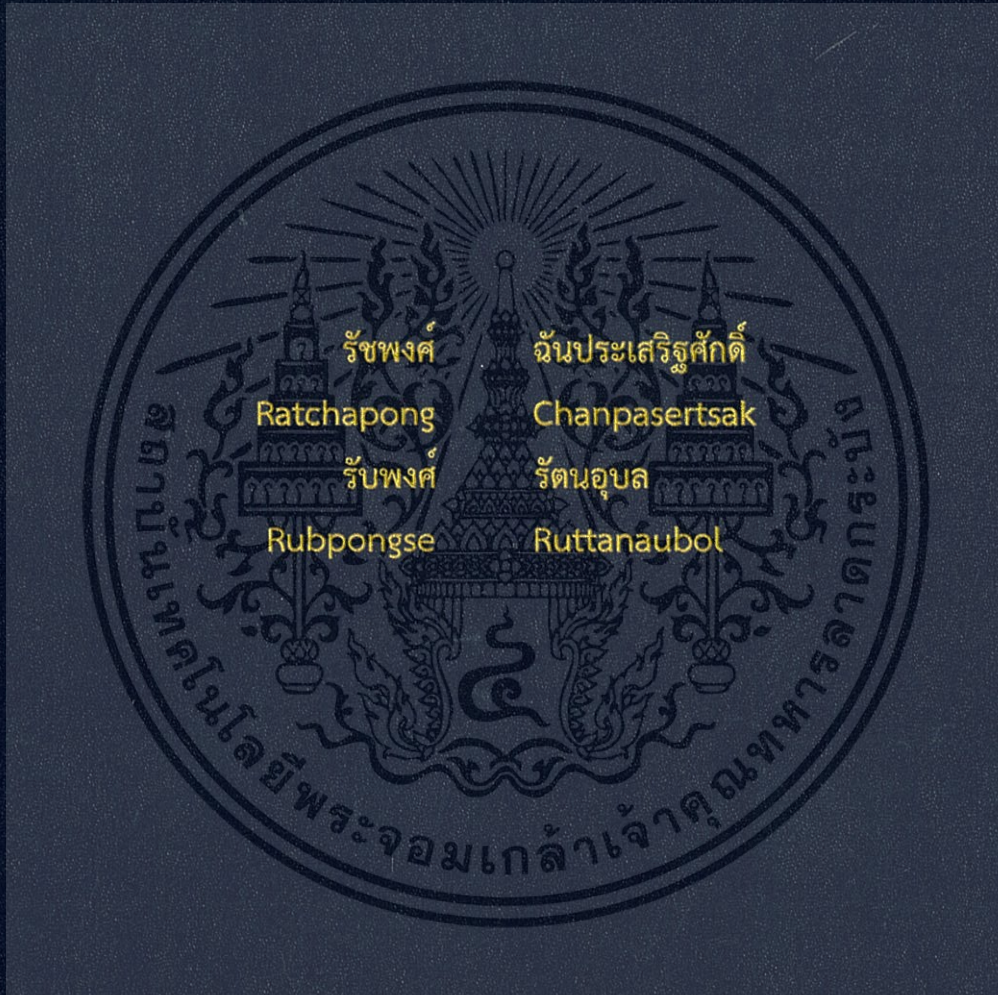 รัชพงศ์ ฉันประเสริฐศักดิ์
Ratchapong Chanpasertsak
รับพงศ์ รัตนอุบล
Rubpongse Ruttanaubol
๔
สถาบันเทคโนโลยีพระจอมเกล้าเจ้าคุณทหารลาดกระบัง